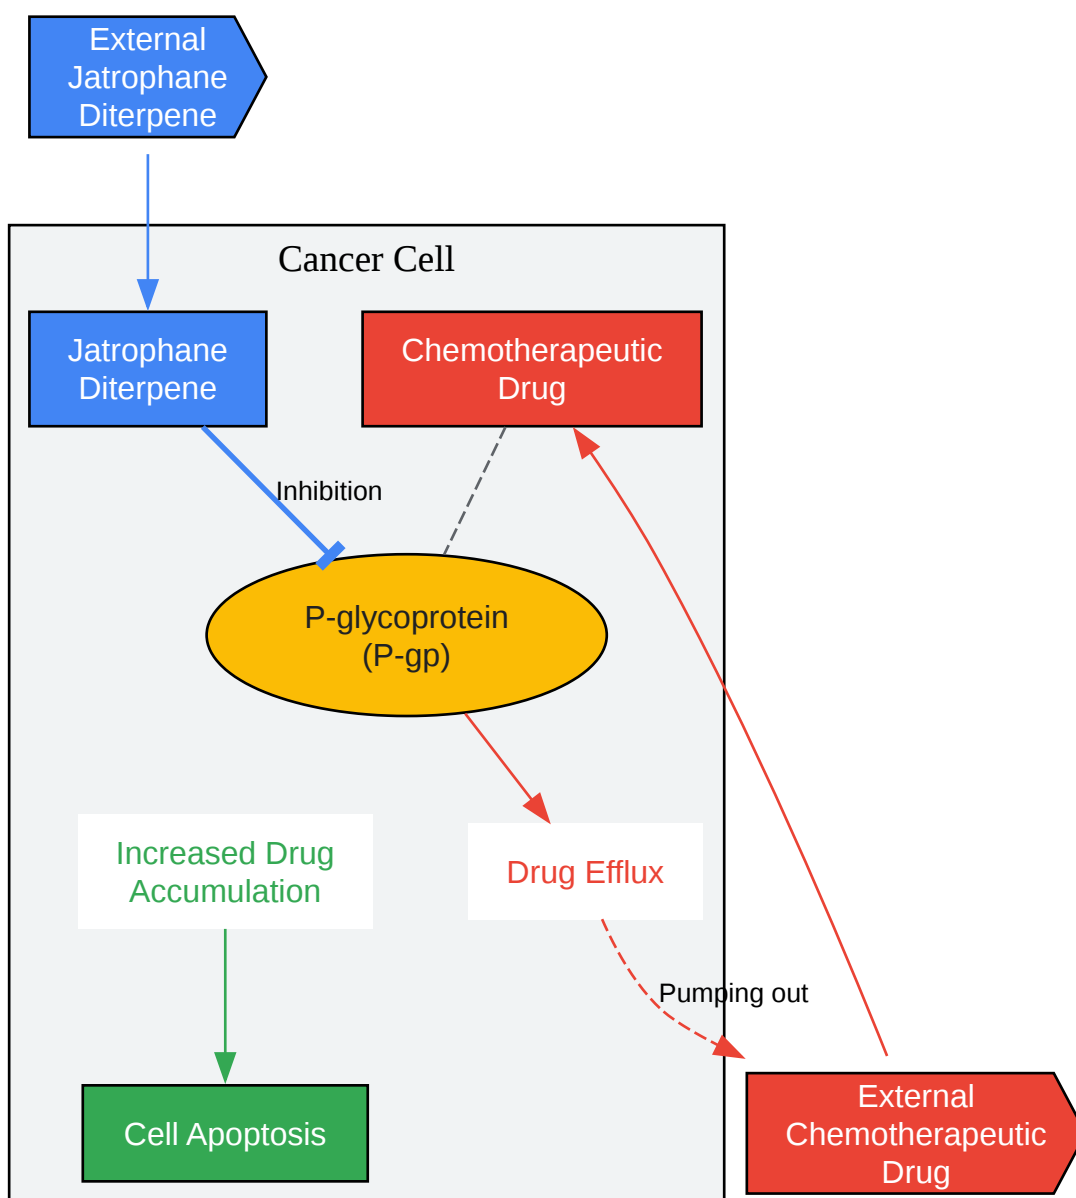 External
Jatrophane
Diterpene
Cancer Cell
Jatrophane
Diterpene
Chemotherapeutic
Drug
Inhibition
P-glycoprotein
(P-gp)
Increased Drug
Accumulation
Drug Efflux
Pumping out
Cell Apoptosis
External
Chemotherapeutic
Drug